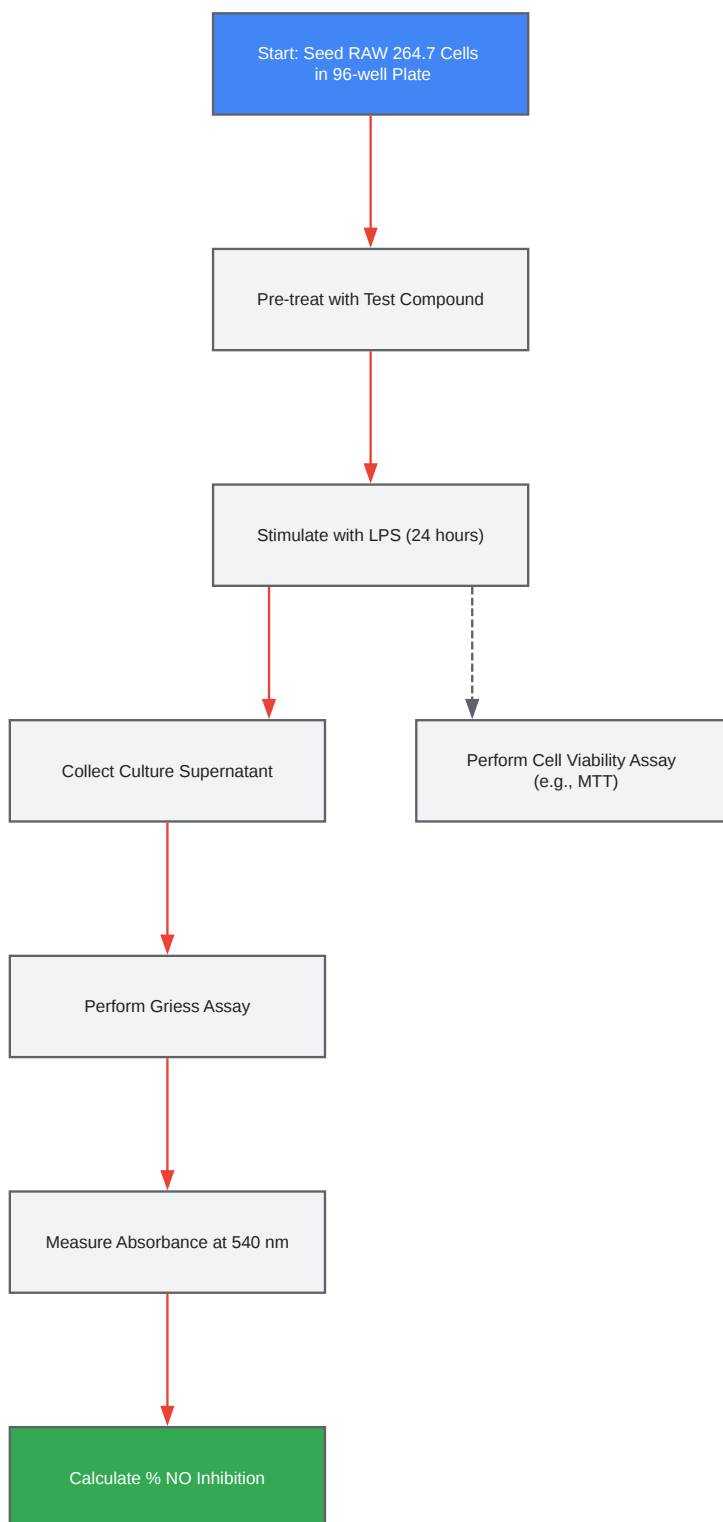 Start: Seed RAW 264.7 Cells
in 96-well Plate
Pre-treat with Test Compound
Stimulate with LPS (24 hours)
Collect Culture Supernatant
Perform Cell Viability Assay
(e.g., MTT)
Perform Griess Assay
Measure Absorbance at 540 nm
Calculate % NO Inhibition